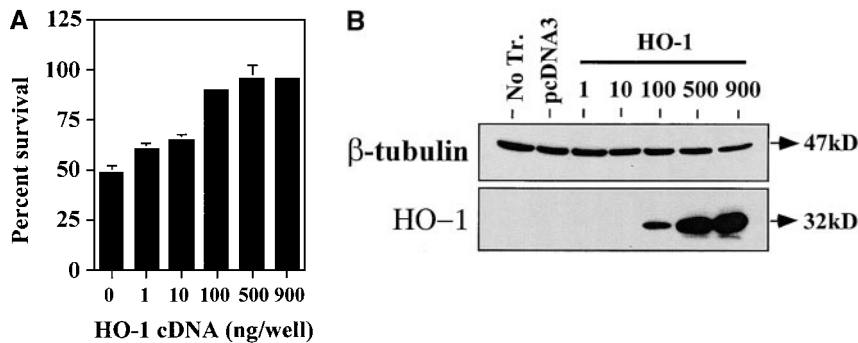 A
Percent survival
125
100
75
50
25
0
0 1 10 100 500 900
HO-1 cDNA (ng/well)
B
No Tr.
pcDNA3
HO-1
1 10 100 500 900
β-tubulin
47kD
HO-1
32kD